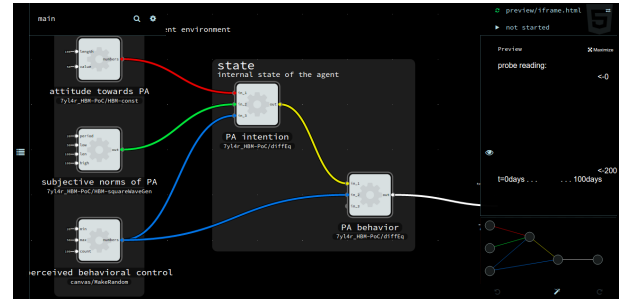 main
preview/iframe.html
nt environment
not started
Preview
Maximize
probe reading:
<-0
<-200
t=0days . . . . . . 100days
length
value
numbers
attitude towards PA
7yl4r_HBM-PoC/HBM-const
period
low
high
out
subjective norms of PA
7yl4r_HBM-PoC/HBM-squareWaveGen
min
max
count
numbers
erceived behavioral control
canvas/MakeRandom
state
internal state of the agent
in_1
in_2
in_3
out
PA intention
7yl4r_HBM-PoC/diffEq
in_1
in_2
in_3
out
PA behavior
7yl4r_HBM-PoC/diffEq